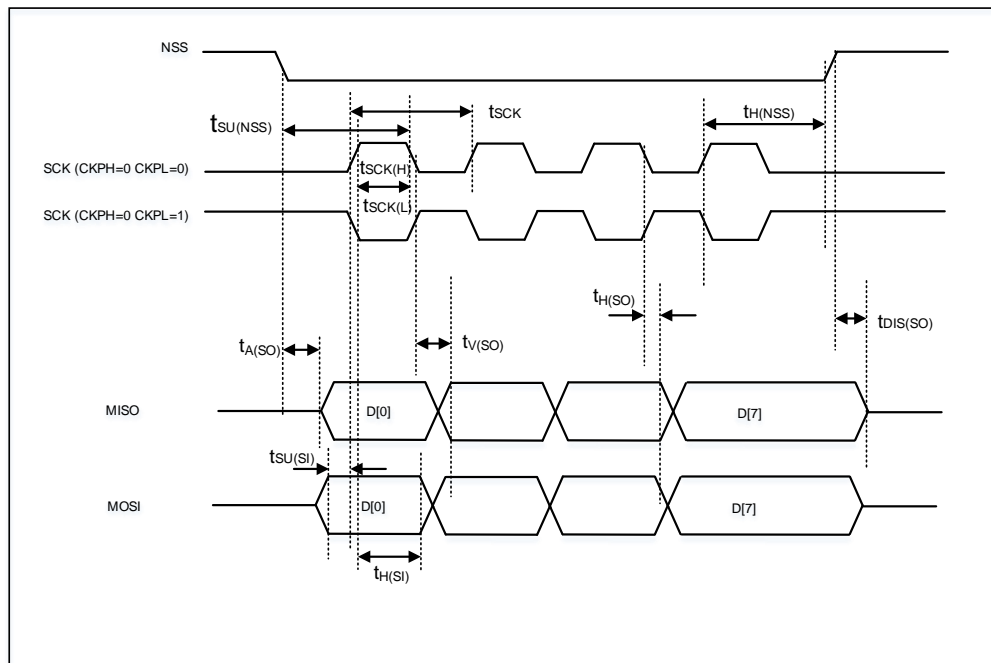 NSS
tSCK
tH(NSS)
tSU(NSS)
SCK (CKPH=0 CKPL=0)
tSCK(H)
tSCK(L)
SCK (CKPH=0 CKPL=1)
tH(SO)
tDIS(SO)
tV(SO)
tA(SO)
MISO
D[0]
D[7]
tSU(SI)
MOSI
D[0]
D[7]
tH(SI)